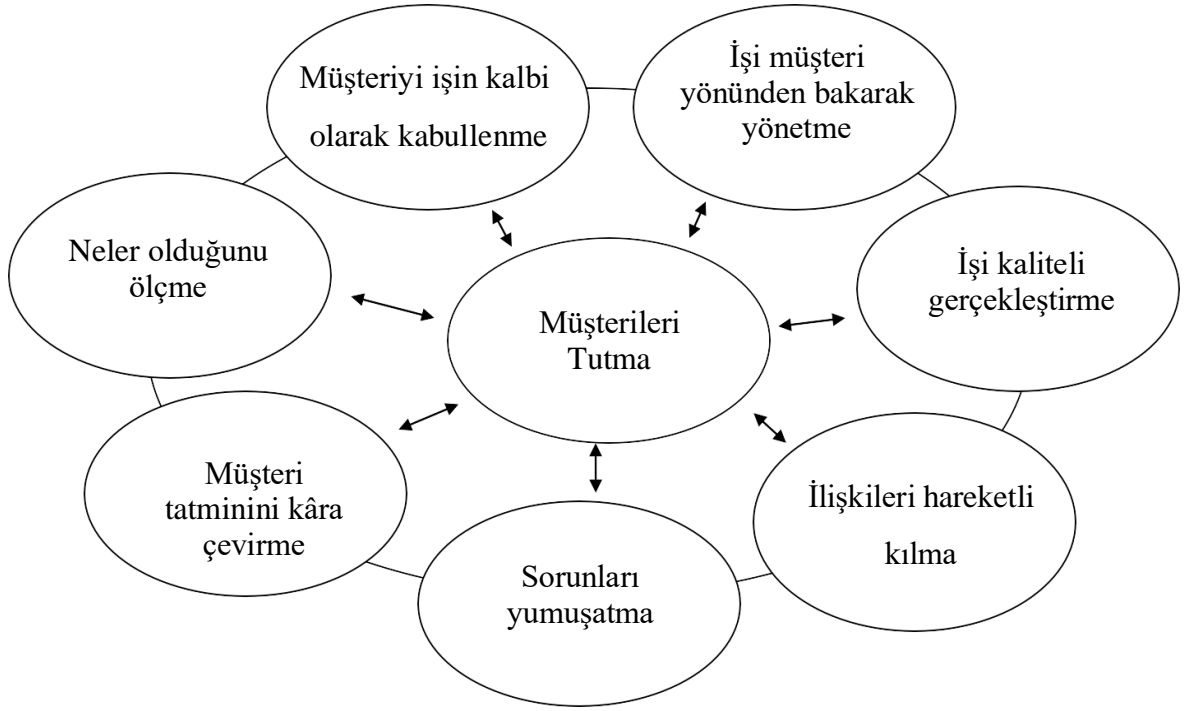 Müşteriyi işin kalbi
olarak kabullenme
İşi müşteri
yönünden bakarak
yönetme
Neler olduğunu
ölçme
İşi kaliteli
gerçekleştirme
Müşterileri
Tutma
Müşteri
tatminini kâra
çevirme
İlişkileri hareketli
kılma
Sorunları
yumuşatma